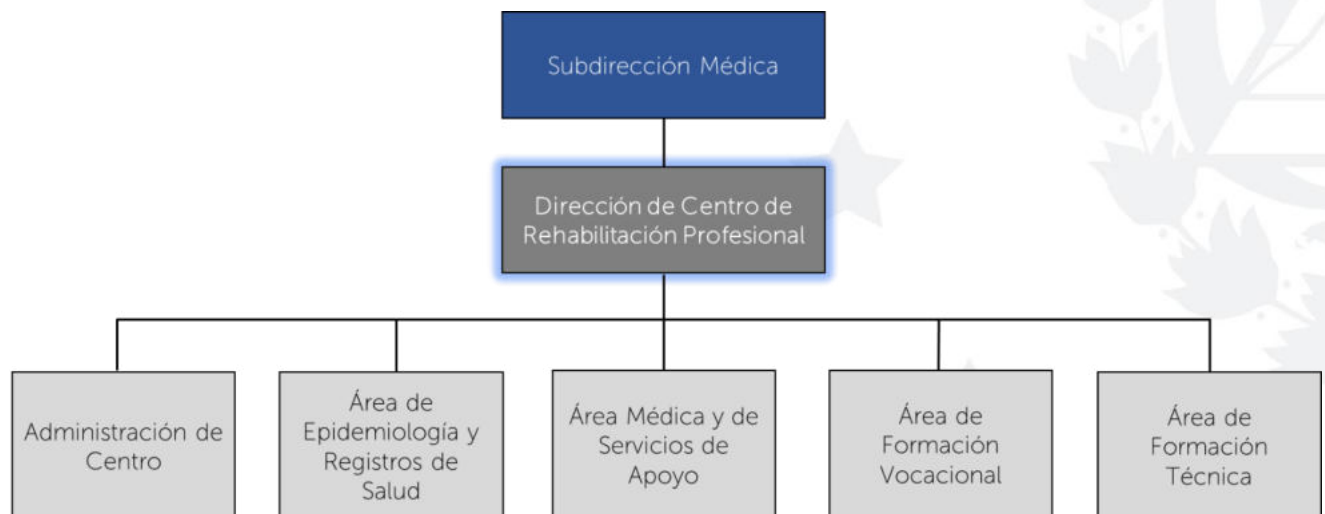 Subdirección Médica
Dirección de Centro de
Rehabilitación Profesional
Administración de
Centro
Área de
Epidemiología y
Registros de
Salud
Área Médica y de
Servicios de
Apoyo
Área de
Formación
Vocacional
Área de
Formación
Técnica